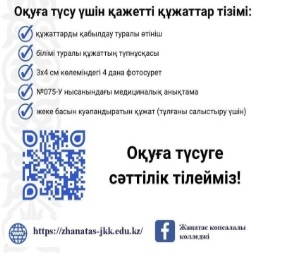 Оқуға түсу үшін қажетті құжаттар тізімі:
құжаттарды қабылдау туралы өтініш
білімі туралы құжаттың түпнұсқасы
3х4 см көлеміндегі 4 дана фотосурет
№075-У нысанындағы медициналық анықтама
жеке басын куәландыратын құжат (тұлғаны салыстыру үшін)
Оқуға түсуге
сәттілік тілейміз!
https://zhanatas-jkk.edu.kz/
Жаңатас көпсалалы
колледжі